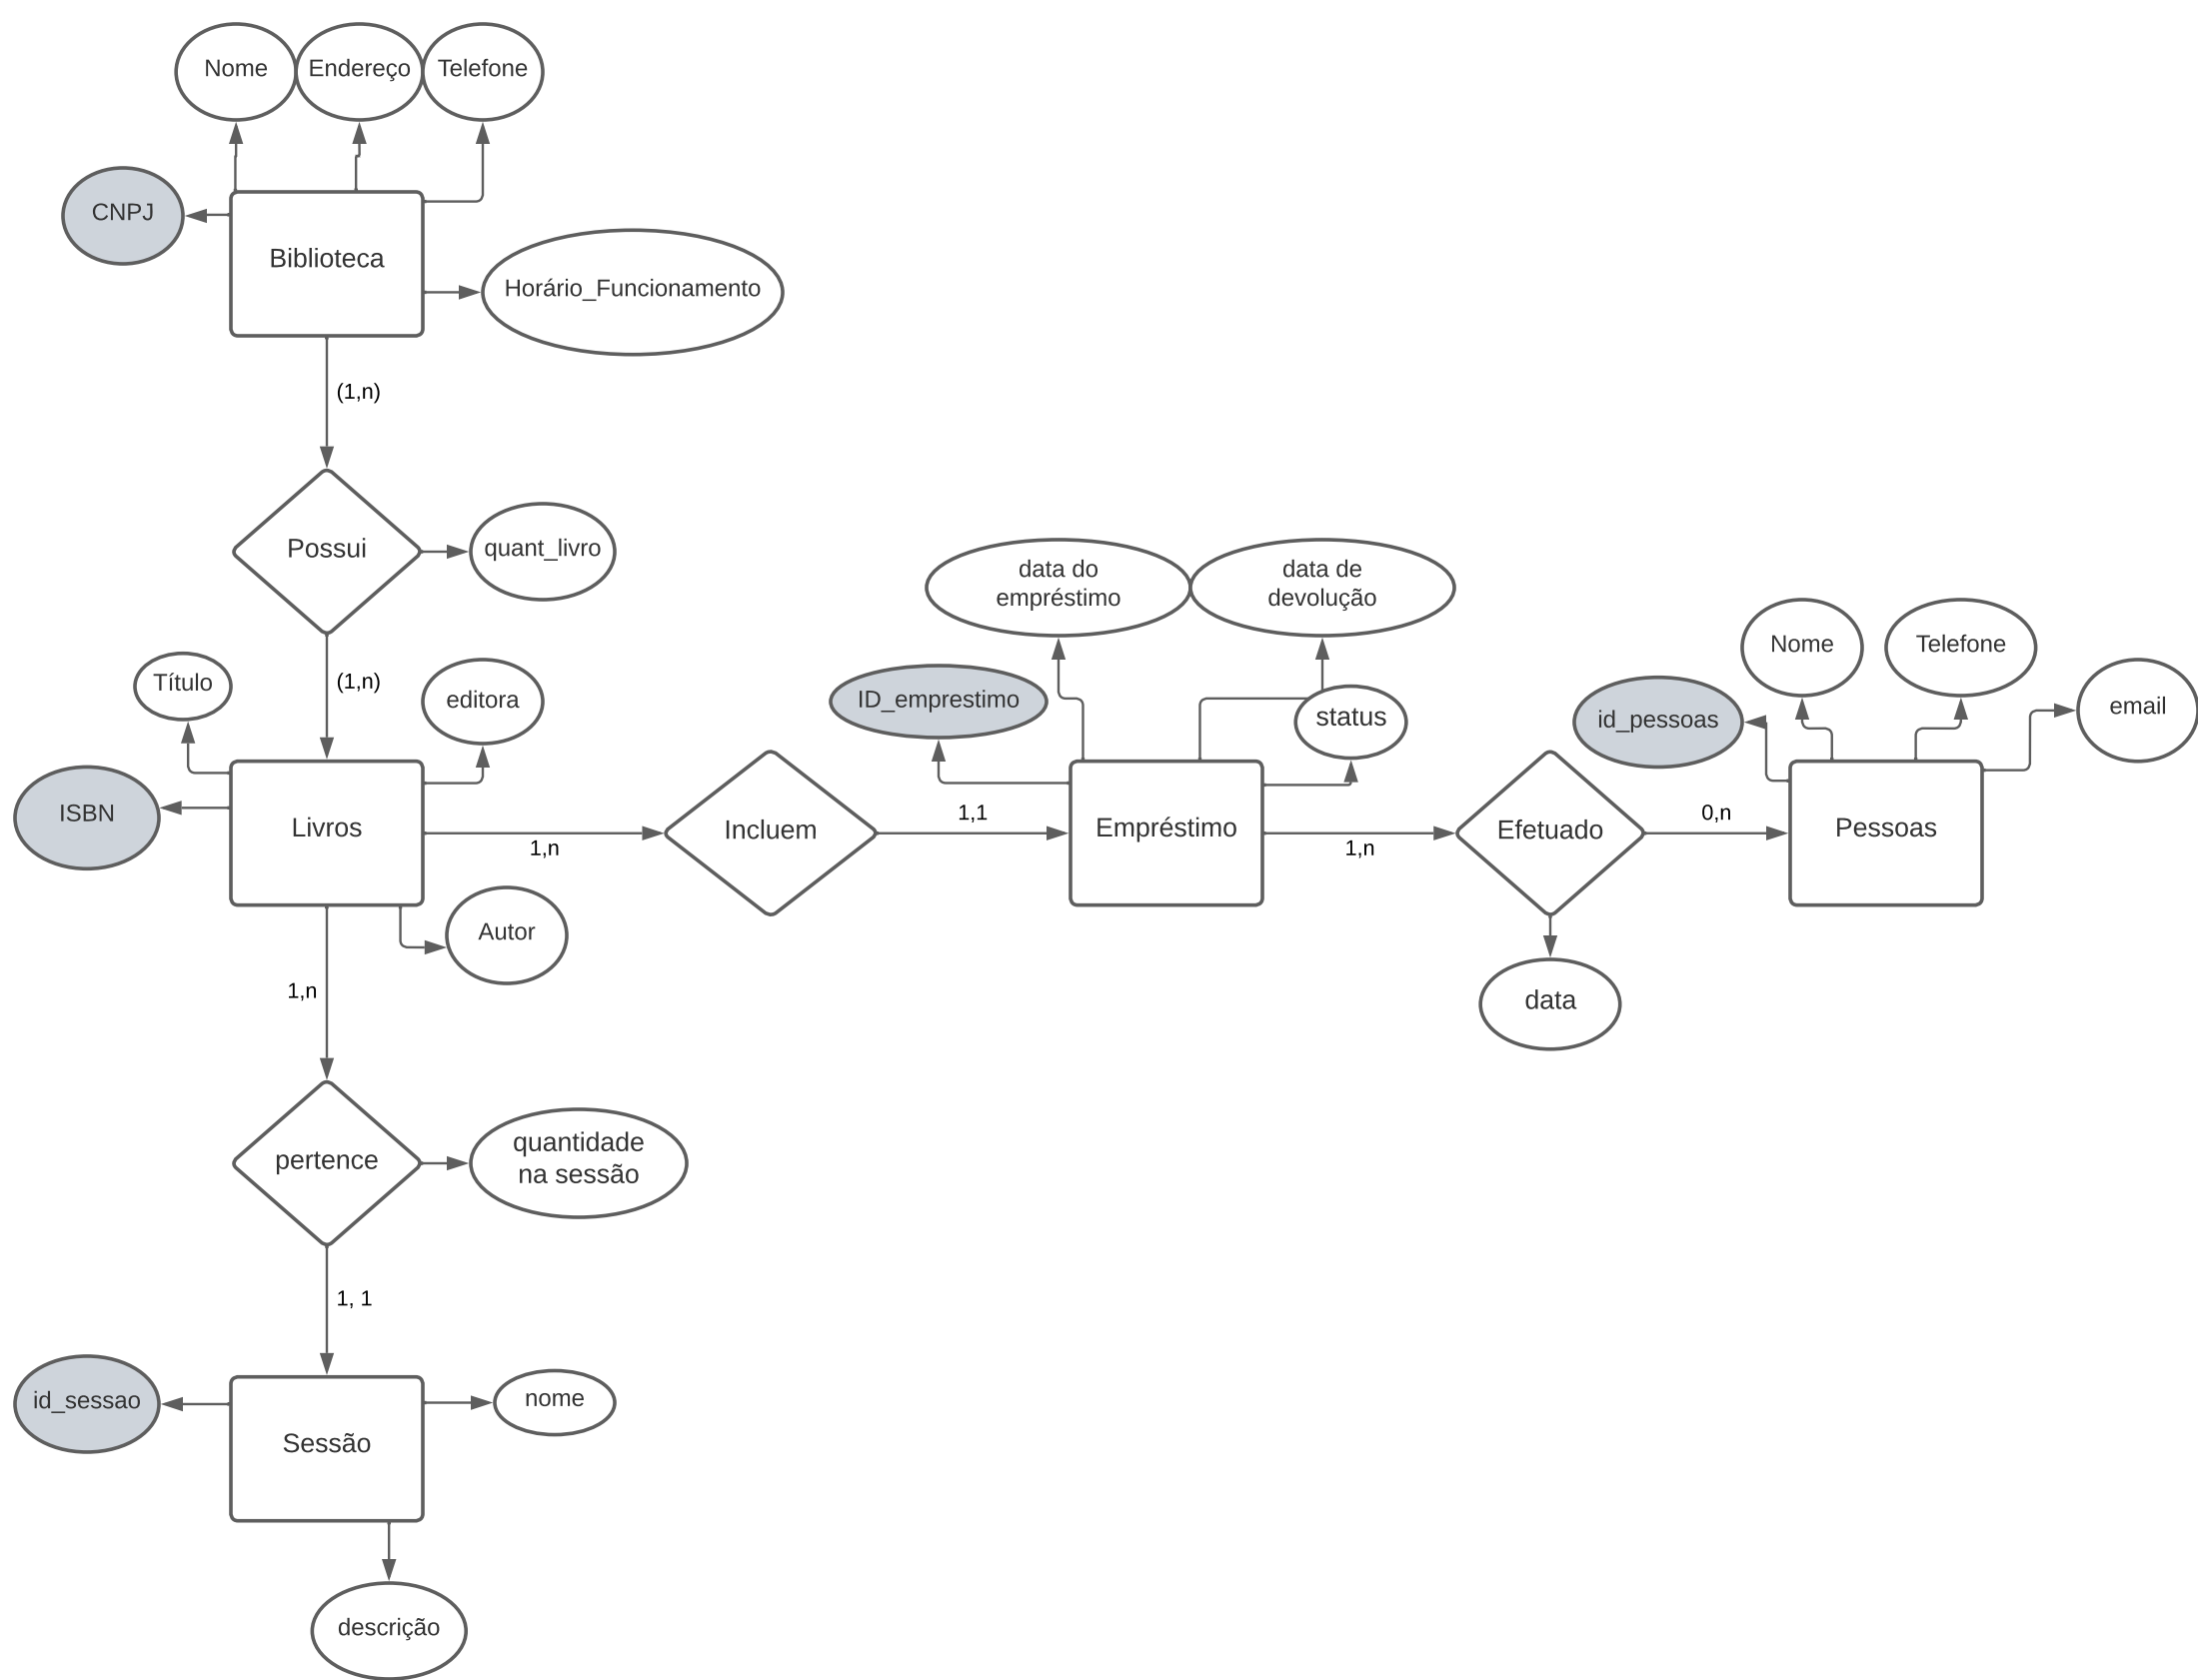 Nome
Endereço
Telefone
CNPJ
Biblioteca
Horário_Funcionamento
(1,n)
Possui
quant_livro
(1,n)
Título
editora
ISBN
Livros
Autor
1,n
Incluem
1,1
data do
empréstimo
data de
devolução
ID_emprestimo
status
Empréstimo
1,n
Efetuado
data
0,n
Nome
Telefone
email
id_pessoas
Pessoas
1,n
pertence
quantidade
na sessão
1, 1
id_sessao
nome
Sessão
descrição